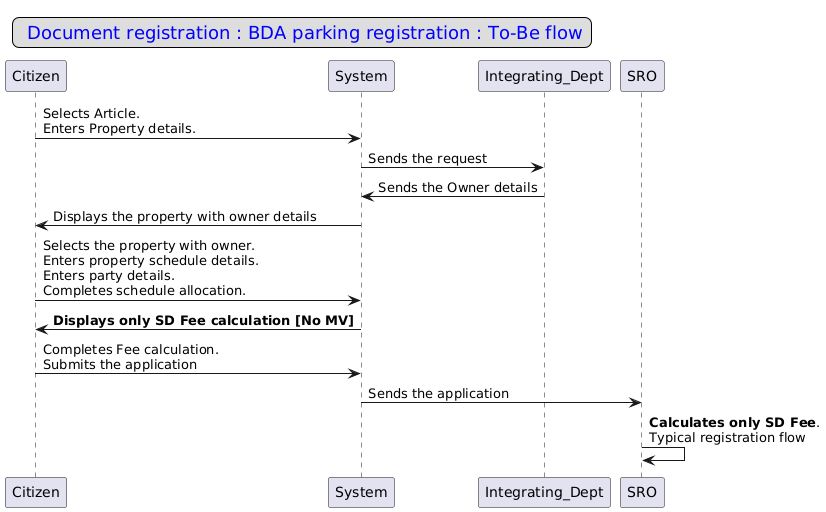 Document registration : BDA parking registration : To-Be flow
Citizen System Integrating_Dept SRO
Selects Article.
Enters Property details.
Sends the request
Sends the Owner details
Displays the property with owner details
Selects the property with owner.
Enters property schedule details.
Enters party details.
Completes schedule allocation.
Displays only SD Fee calculation [No MV]
Completes Fee calculation.
Submits the application
Sends the application
Calculates only SD Fee.
Typical registration flow
Citizen System Integrating_Dept SRO